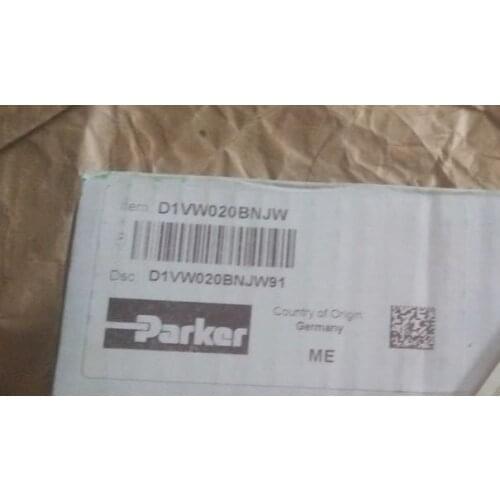 Item D1VW020BNJW
Dsc D1VW020BNJW91
Parker
Country of Origin
Germany
ME